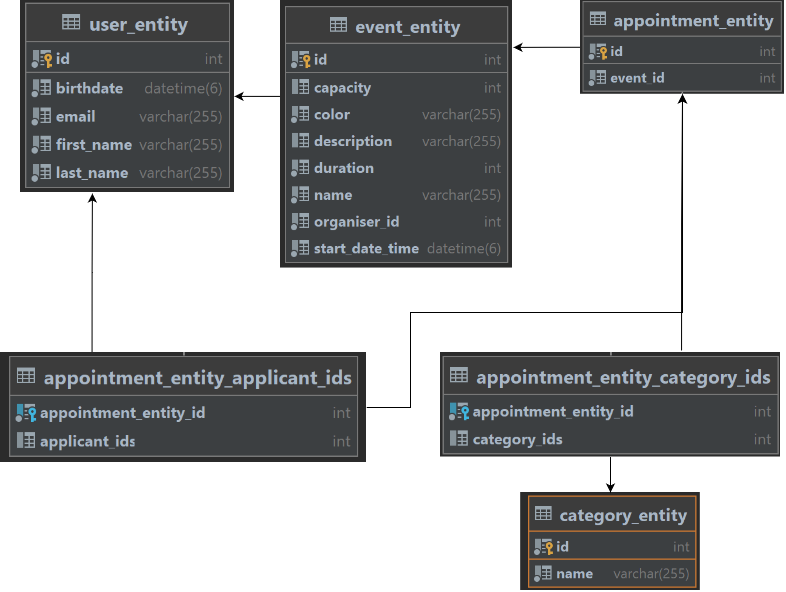 user_entity
id int
birthdate datetime(6)
email varchar(255)
first_name varchar(255)
last_name varchar(255)
event_entity
id int
capacity int
color varchar(255)
description varchar(255)
duration int
name varchar(255)
organiser_id int
start_date_time datetime(6)
appointment_entity
id int
event_id int
appointment_entity_applicant_ids
appointment_entity_id int
applicant_ids int
appointment_entity_category_ids
appointment_entity_id int
category_ids int
category_entity
id int
name varchar(255)